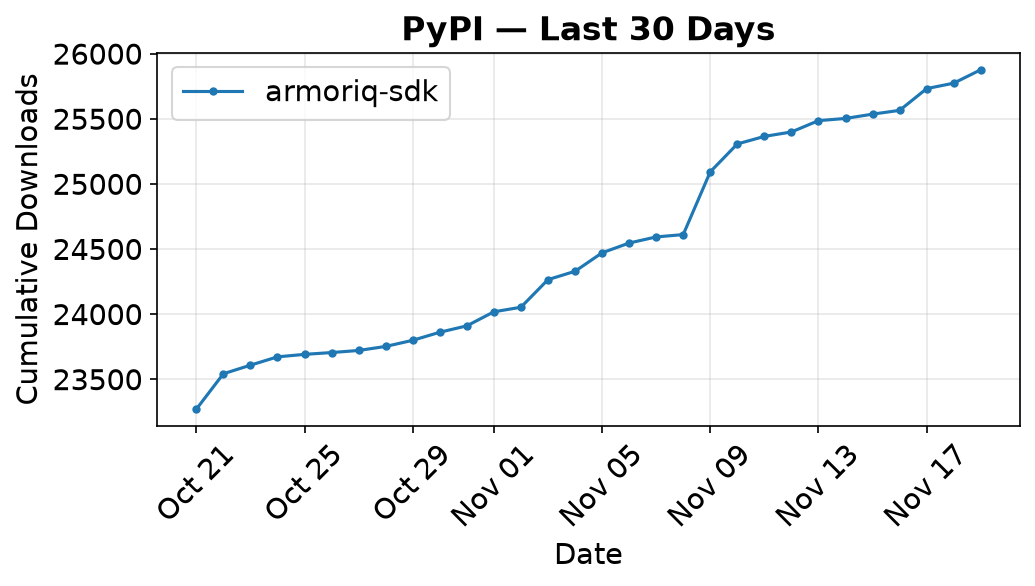 PyPI — Last 30 Days
armoriq-sdk
Cumulative Downloads
26000
25500
25000
24500
24000
23500
Oct 21
Oct 25
Oct 29
Nov 01
Nov 05
Nov 09
Nov 13
Nov 17
Date